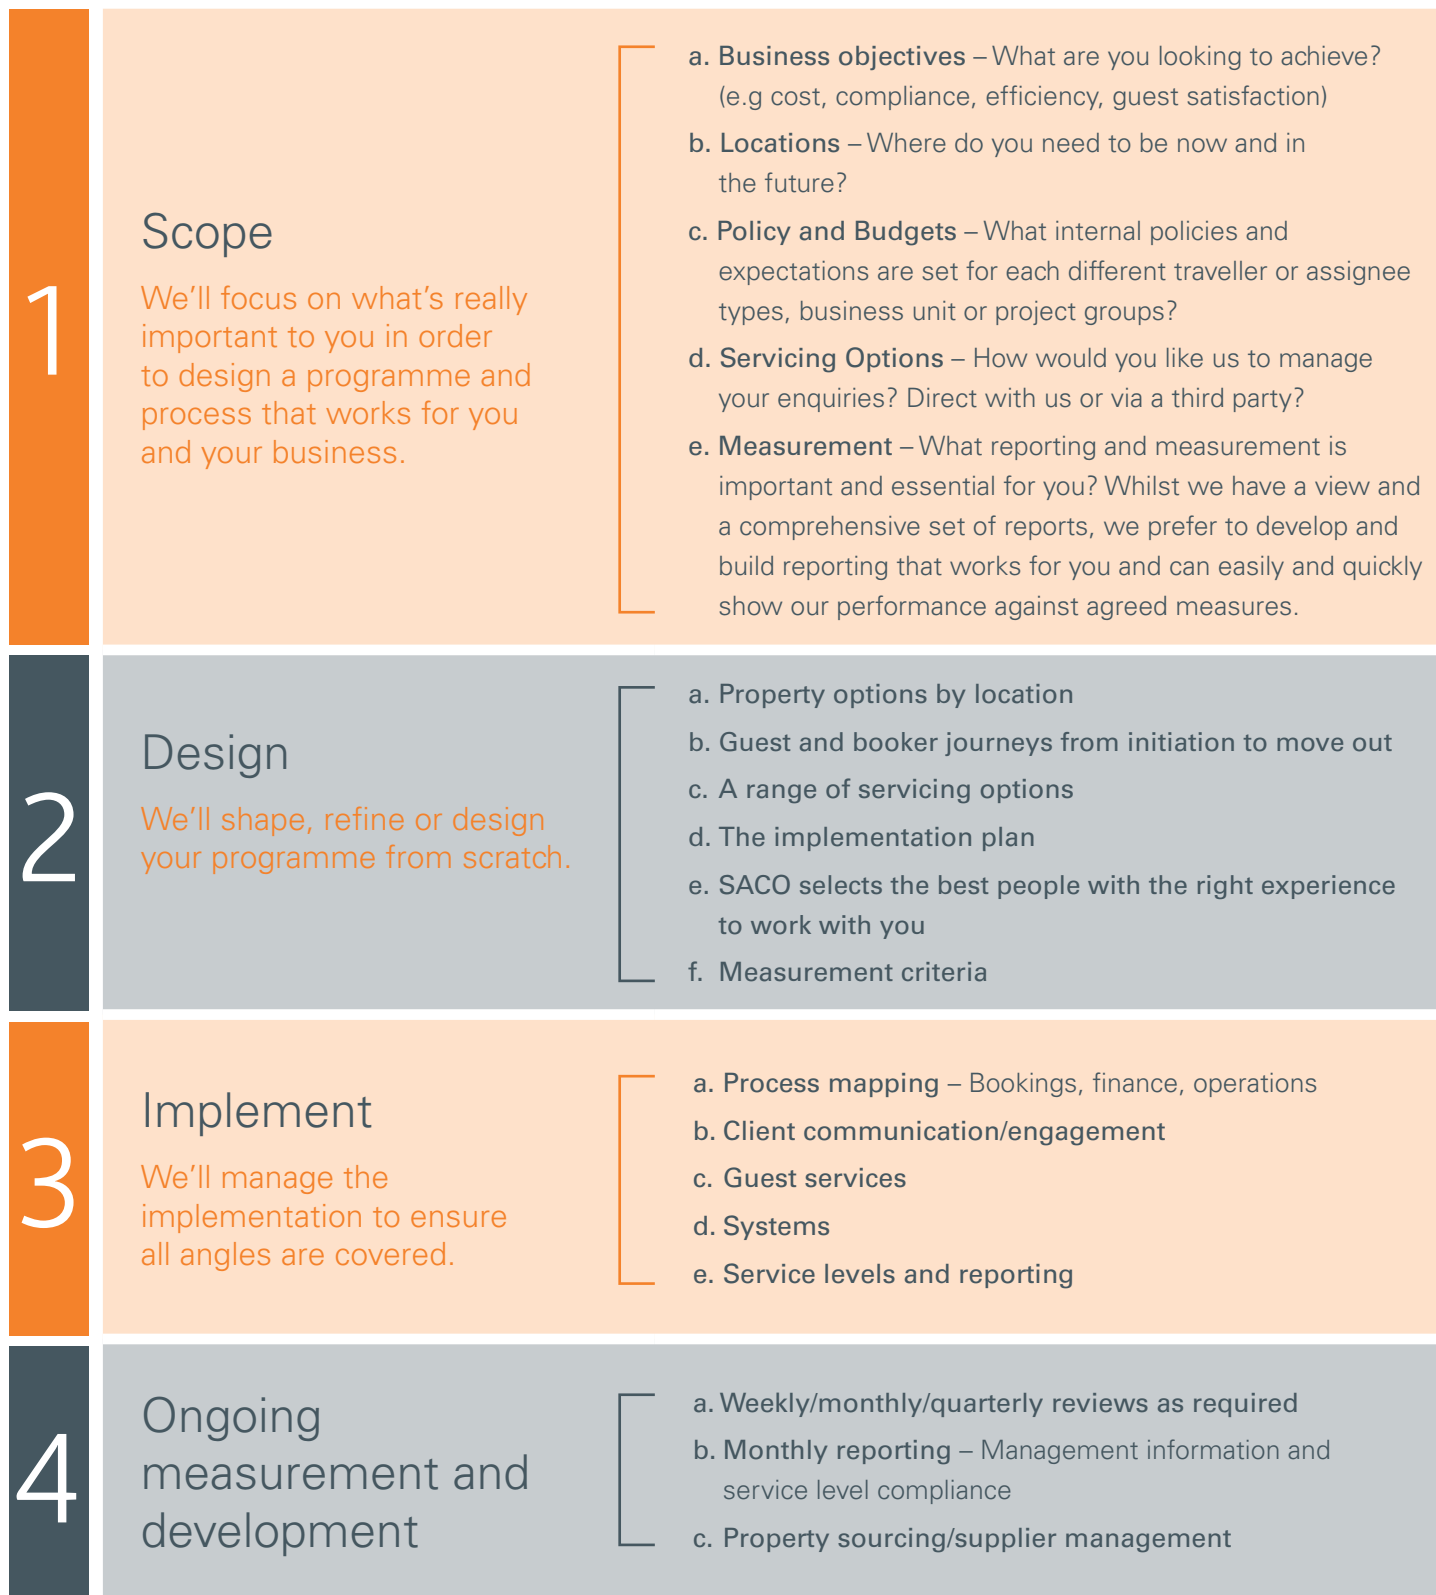 1
Scope
We’ll focus on what’s really
important to you in order
to design a programme and
process that works for you
and your business.
a. Business objectives – What are you looking to achieve?
(e.g cost, compliance, efficiency, guest satisfaction)
b. Locations – Where do you need to be now and in
the future?
c. Policy and Budgets – What internal policies and
expectations are set for each different traveller or assignee
types, business unit or project groups?
d. Servicing Options – How would you like us to manage
your enquiries? Direct with us or via a third party?
e. Measurement – What reporting and measurement is
important and essential for you? Whilst we have a view and
a comprehensive set of reports, we prefer to develop and
build reporting that works for you and can easily and quickly
show our performance against agreed measures.
2
Design
We’ll shape, refine or design
your programme from scratch.
a. Property options by location
b. Guest and booker journeys from initiation to move out
c. A range of servicing options
d. The implementation plan
e. SACO selects the best people with the right experience
to work with you
f. Measurement criteria
3
Implement
We’ll manage the
implementation to ensure
all angles are covered.
a. Process mapping – Bookings, finance, operations
b. Client communication/engagement
c. Guest services
d. Systems
e. Service levels and reporting
4
Ongoing
measurement and
development
a. Weekly/monthly/quarterly reviews as required
b. Monthly reporting – Management information and
service level compliance
c. Property sourcing/supplier management